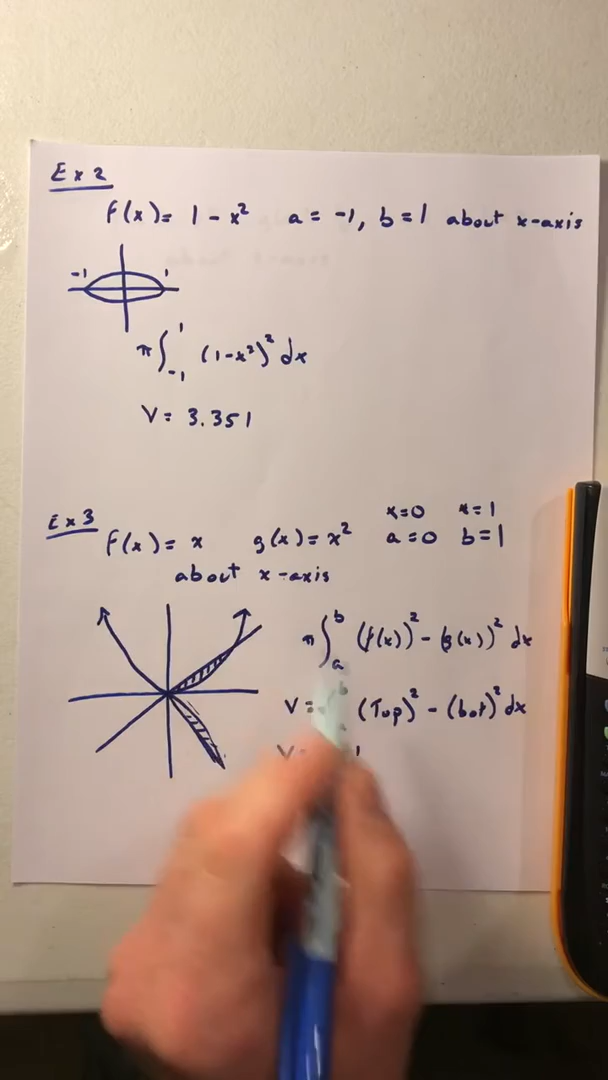 Ex 2
f(x) = 1 - x² a = -1, b = 1 about x-axis
-1 1
π∫₋₁¹ (1-x²)² dx
V = 3.351
Ex 3
x=0 x=1
f(x) = x g(x) = x² a=0 b=1
about x-axis
π∫ₐᵇ (f(x))² - (g(x))² dx
V = (Top)² - (bot)² dx
V